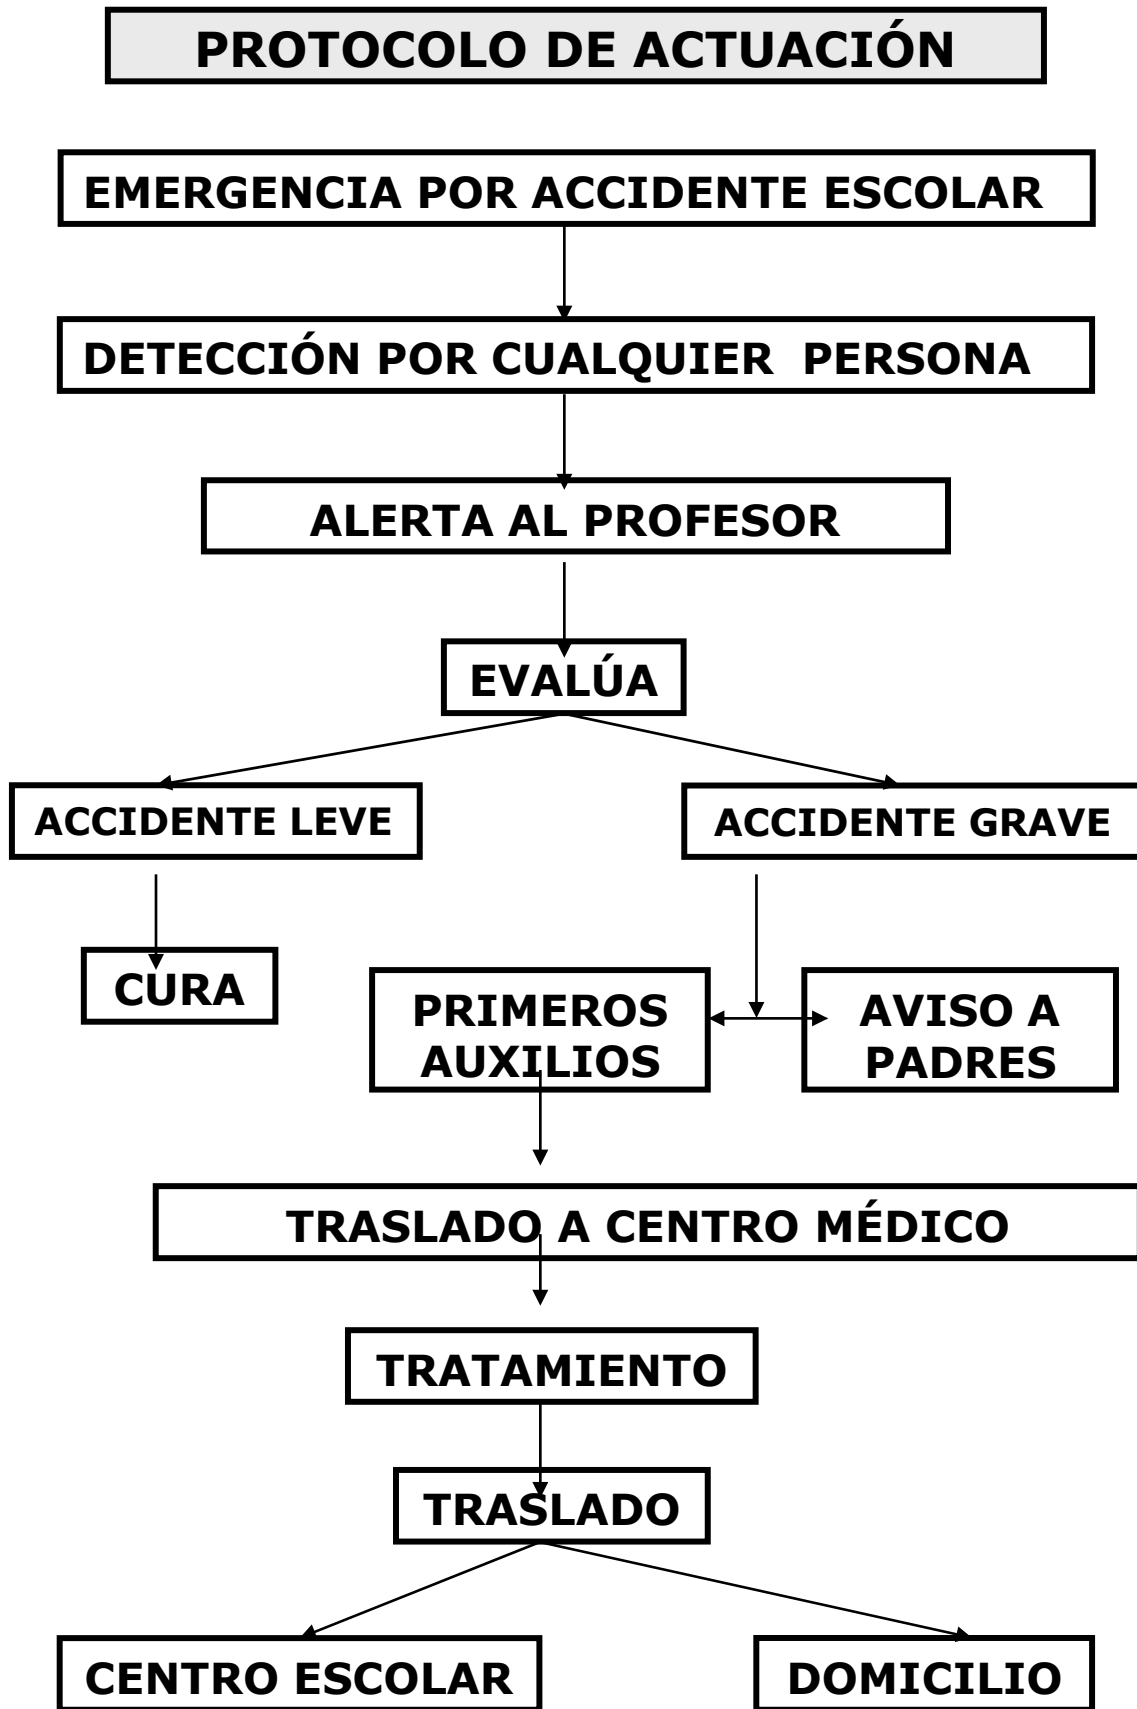 PROTOCOLO DE ACTUACIÓN
EMERGENCIA POR ACCIDENTE ESCOLAR
DETECCIÓN POR CUALQUIER PERSONA
ALERTA AL PROFESOR
EVALÚA
ACCIDENTE LEVE
ACCIDENTE GRAVE
CURA
PRIMEROS
AUXILIOS
AVISO A
PADRES
TRASLADO A CENTRO MÉDICO
TRATAMIENTO
TRASLADO
CENTRO ESCOLAR
DOMICILIO